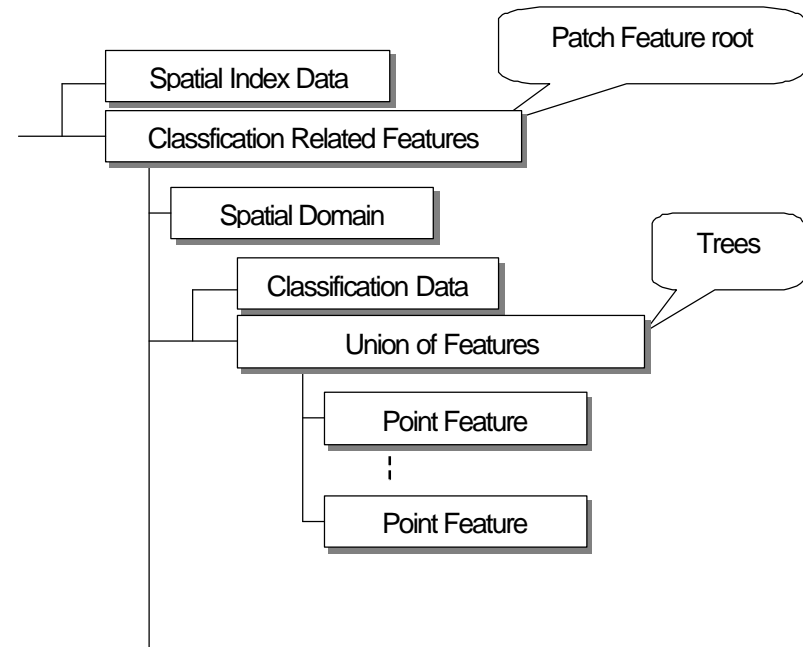 Patch Feature root
Spatial Index Data
Classfication Related Features
Spatial Domain
Trees
Classification Data
Union of Features
Point Feature
Point Feature